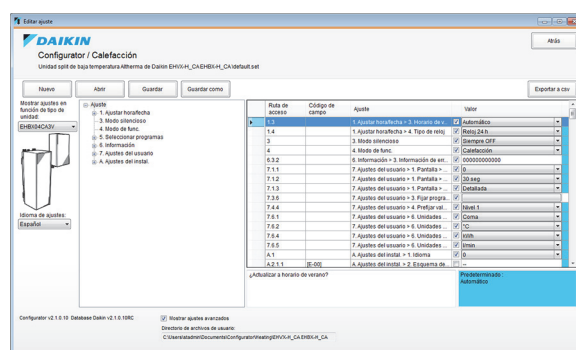 Editar ajuste
DAIKIN
Atrás
Configurator / Calefacción
Unidad split de baja temperatura Altherma de Daikin EHVX-H_CA\EHBX-H_CA\default.set
Nuevo
Abrir
Guardar
Guardar como
Exportar a csv
Mostrar ajustes en
función de tipo de
unidad:
EHBX04CA3V
Ajuste
1. Ajustar hora/fecha
3. Modo silencioso
4. Modo de func.
5. Seleccionar programas
6. Información
7. Ajustes del usuario
A. Ajustes del instal.
Idioma de ajustes:
Español
Ruta de acceso Código de campo Ajuste Valor
1.3 1. Ajustar hora/fecha > 3. Horario de v... Automático
1.4 1. Ajustar hora/fecha > 4. Tipo de reloj Reloj 24 h
3 3. Modo silencioso Siempre OFF
4 4. Modo de func. Calefacción
6.3.2 6. Información > 3. Información de err... 000000000000
7.1.1 7. Ajustes del usuario > 1. Pantalla > ... 0
7.1.2 7. Ajustes del usuario > 1. Pantalla > ... 30 seg
7.1.3 7. Ajustes del usuario > 1. Pantalla > ... Detallada
7.3.6 7. Ajustes del usuario > 3. Fijar progra...
7.4.4 7. Ajustes del usuario > 4. Prefijar val... Nivel 1
7.6.1 7. Ajustes del usuario > 6. Unidades ... Coma
7.6.2 7. Ajustes del usuario > 6. Unidades ... °C
7.6.4 7. Ajustes del usuario > 6. Unidades ... kWh
7.6.5 7. Ajustes del usuario > 6. Unidades ... l/min
A.1 A. Ajustes del instal. > 1. Idioma 0
A.2.1.1 [E-00] A. Ajustes del instal. > 2. Esquema de... --
¿Actualizar a horario de verano?
Predeterminado:
Automático
Configurator v2.1.0.10 Database Daikin v2.1.0.10RC
Mostrar ajustes avanzados
Directorio de archivos de usuario:
C:\Users\atadmin\Documents\Configurator\Heating\EHVX-H_CA EHBX-H_CA